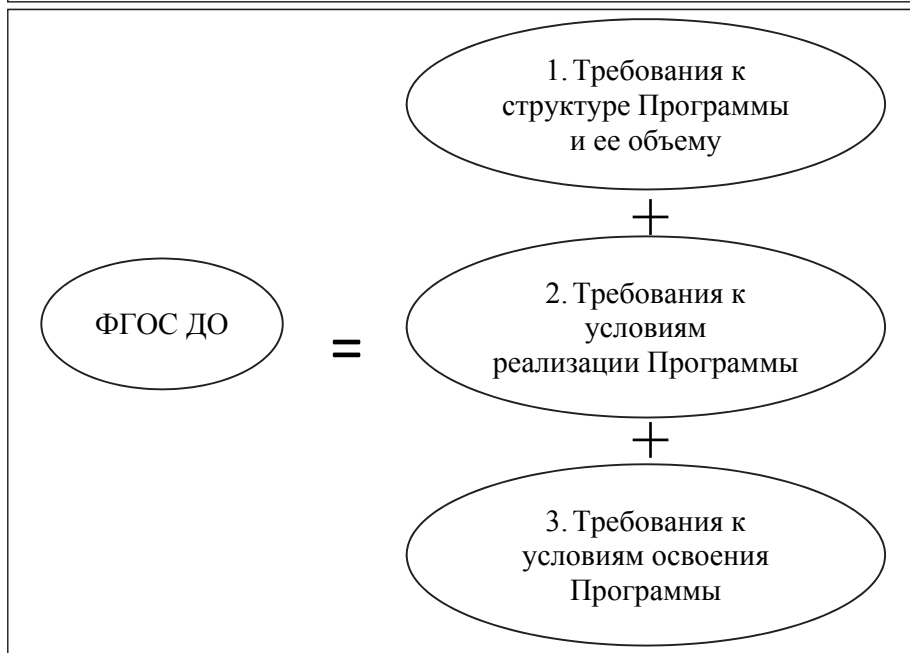 1. Требования к
структуре Программы
и ее объему
+
ФГОС ДО
=
2. Требования к
условиям
реализации Программы
+
3. Требования к
условиям освоения
Программы